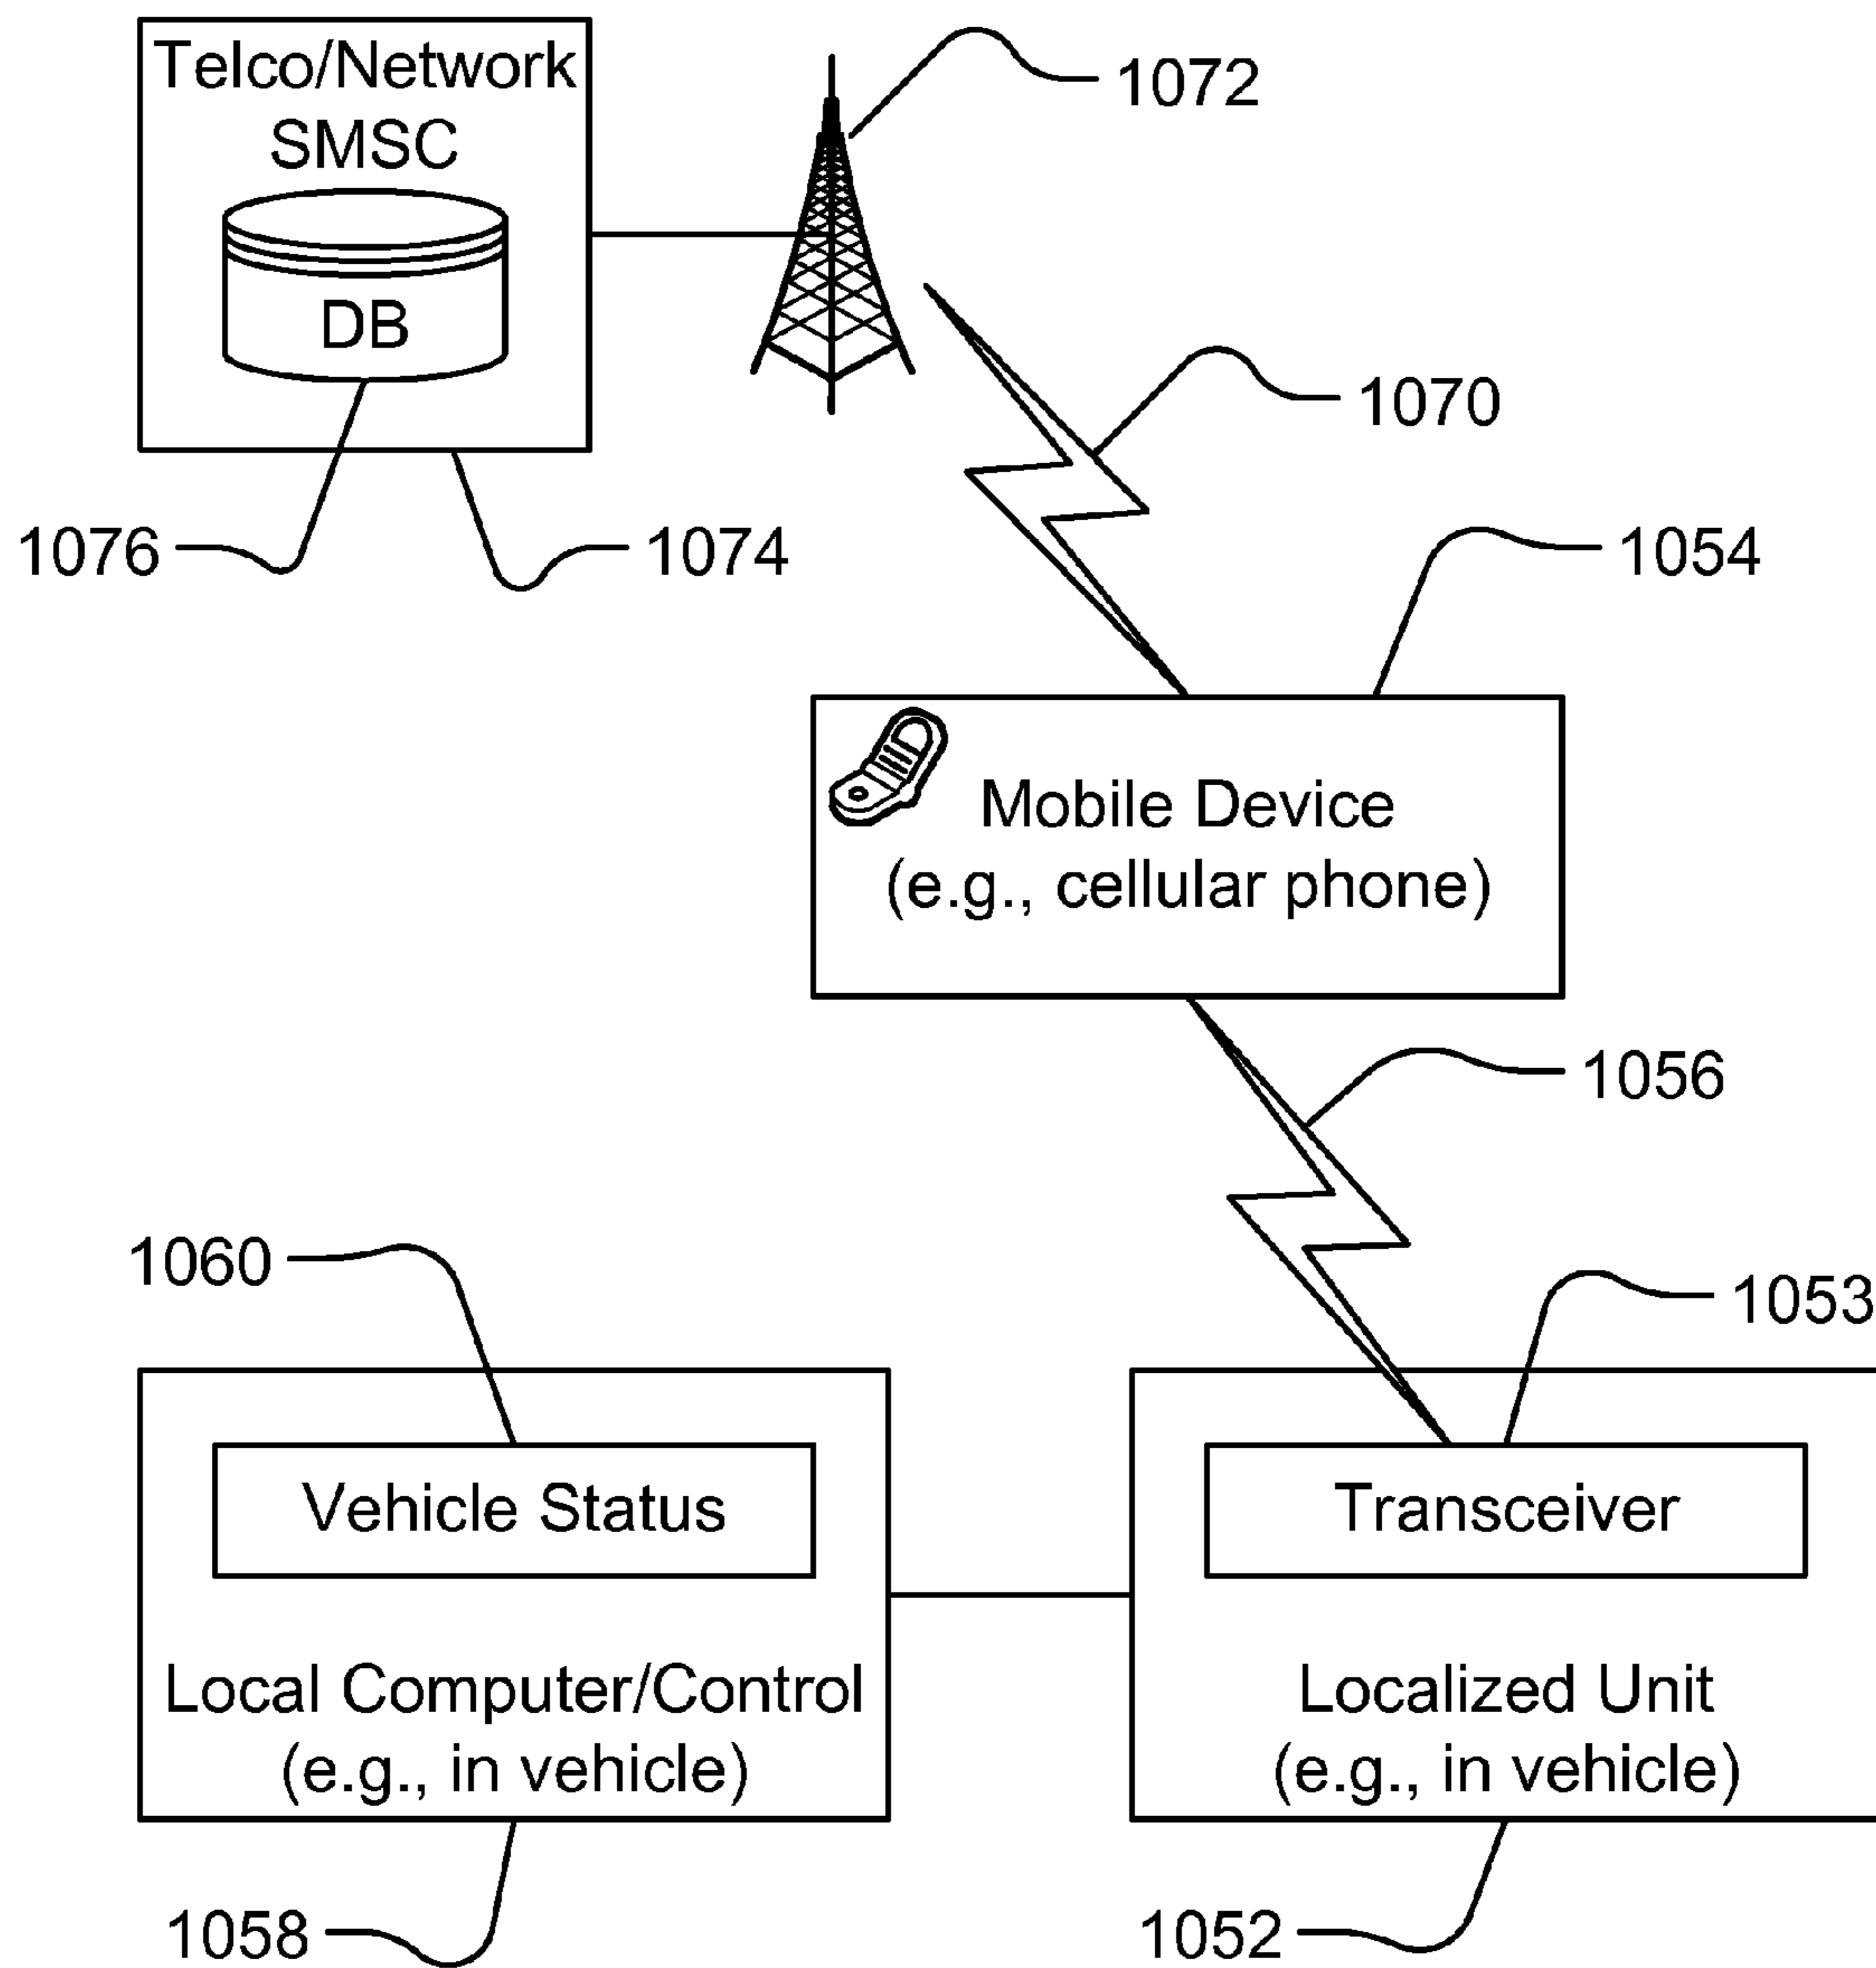 Telco/Network
SMSC
DB
1072
1070
1076
1074
1054
Mobile Device
(e.g., cellular phone)
1056
1060
1053
Vehicle Status
Transceiver
Local Computer/Control
(e.g., in vehicle)
Localized Unit
(e.g., in vehicle)
1058
1052